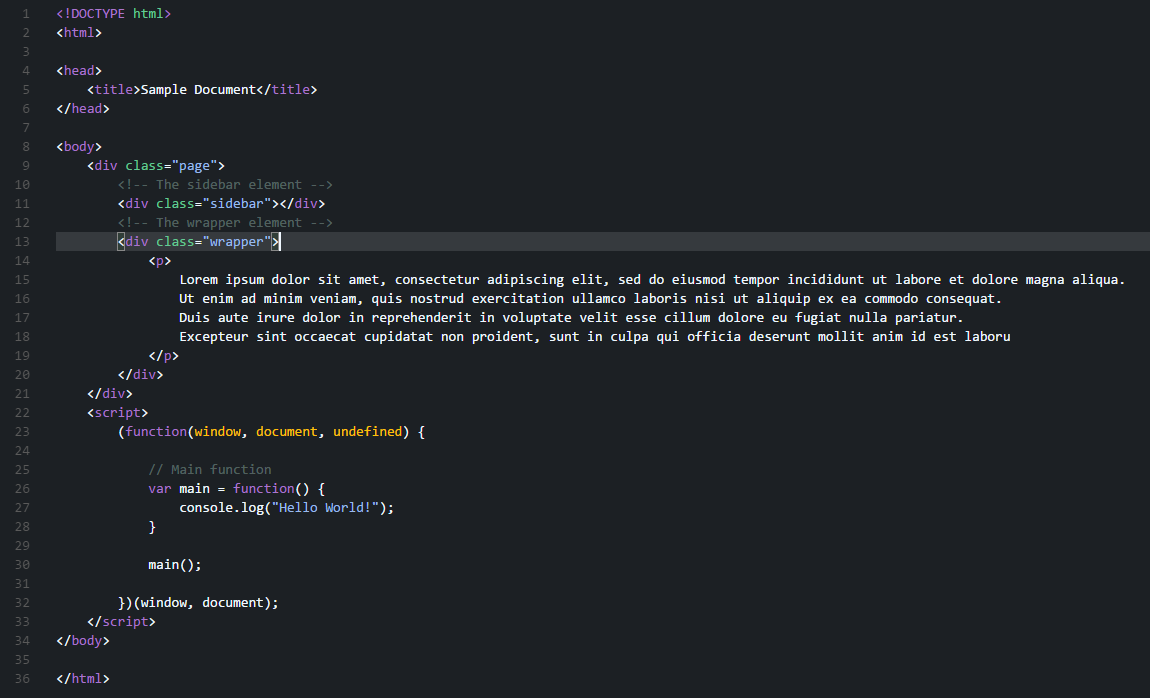 1 <!DOCTYPE html>
2 <html>
3
4 <head>
5     <title>Sample Document</title>
6 </head>
7
8 <body>
9     <div class="page">
10         <!-- The sidebar element -->
11         <div class="sidebar"></div>
12         <!-- The wrapper element -->
13         <div class="wrapper">
14             <p>
15                 Lorem ipsum dolor sit amet, consectetur adipiscing elit, sed do eiusmod tempor incididunt ut labore et dolore magna aliqua.
16                 Ut enim ad minim veniam, quis nostrud exercitation ullamco laboris nisi ut aliquip ex ea commodo consequat.
17                 Duis aute irure dolor in reprehenderit in voluptate velit esse cillum dolore eu fugiat nulla pariatur.
18                 Excepteur sint occaecat cupidatat non proident, sunt in culpa qui officia deserunt mollit anim id est laboru
19             </p>
20         </div>
21     </div>
22     <script>
23         (function(window, document, undefined) {
24
25             // Main function
26             var main = function() {
27                 console.log("Hello World!");
28             }
29
30             main();
31
32         })(window, document);
33     </script>
34 </body>
35
36 </html>